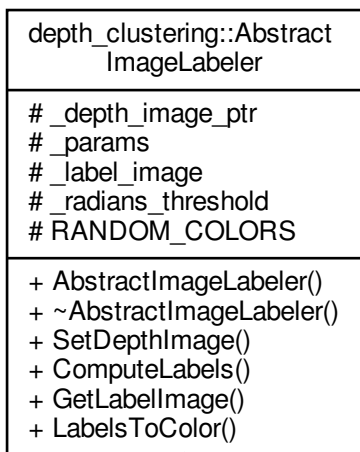 depth_clustering::Abstract
ImageLabeler
# _depth_image_ptr
# _params
# _label_image
# _radians_threshold
# RANDOM_COLORS
+ AbstractImageLabeler()
+ ~AbstractImageLabeler()
+ SetDepthImage()
+ ComputeLabels()
+ GetLabelImage()
+ LabelsToColor()